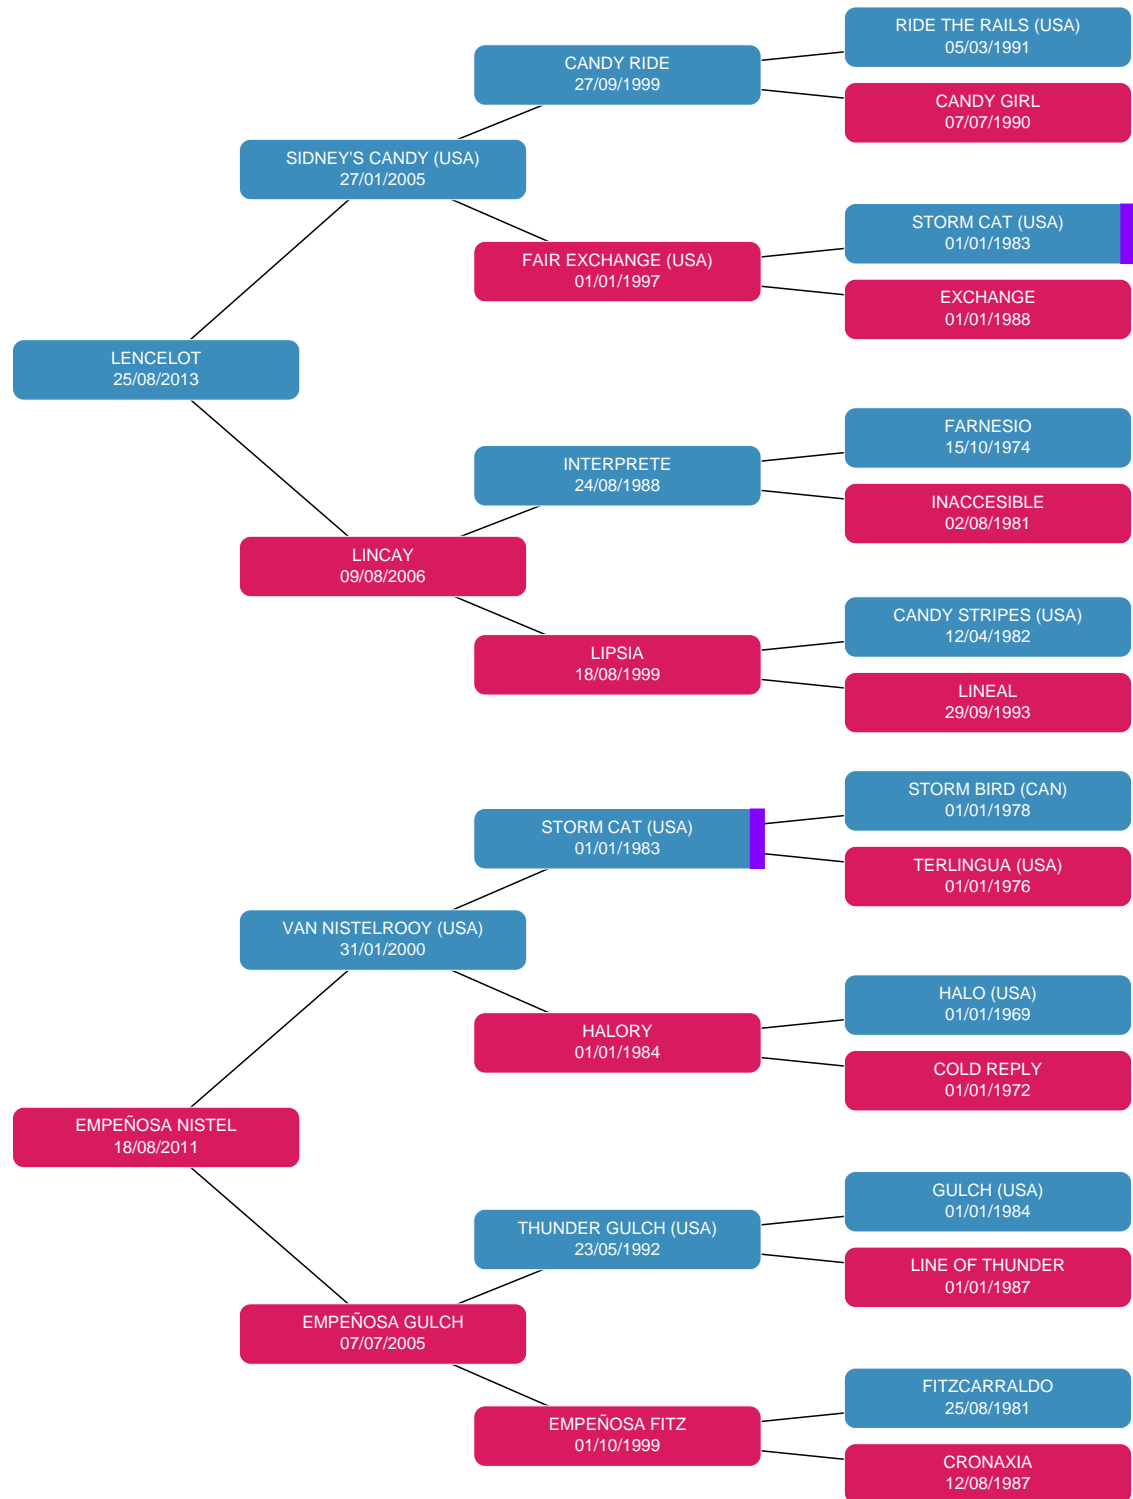 RIDE THE RAILS (USA)
05/03/1991
CANDY RIDE
27/09/1999
CANDY GIRL
07/07/1990
SIDNEY'S CANDY (USA)
27/01/2005
STORM CAT (USA)
01/01/1983
FAIR EXCHANGE (USA)
01/01/1997
EXCHANGE
01/01/1988
LENCELOT
25/08/2013
FARNESIO
15/10/1974
INTERPRETE
24/08/1988
INACCESIBLE
02/08/1981
LINCAY
09/08/2006
CANDY STRIPES (USA)
12/04/1982
LIPSIA
18/08/1999
LINEAL
29/09/1993
STORM BIRD (CAN)
01/01/1978
STORM CAT (USA)
01/01/1983
TERLINGUA (USA)
01/01/1976
VAN NISTELROOY (USA)
31/01/2000
HALO (USA)
01/01/1969
HALORY
01/01/1984
COLD REPLY
01/01/1972
EMPEÑOSA NISTEL
18/08/2011
GULCH (USA)
01/01/1984
THUNDER GULCH (USA)
23/05/1992
LINE OF THUNDER
01/01/1987
EMPEÑOSA GULCH
07/07/2005
FITZCARRALDO
25/08/1981
EMPEÑOSA FITZ
01/10/1999
CRONAXIA
12/08/1987